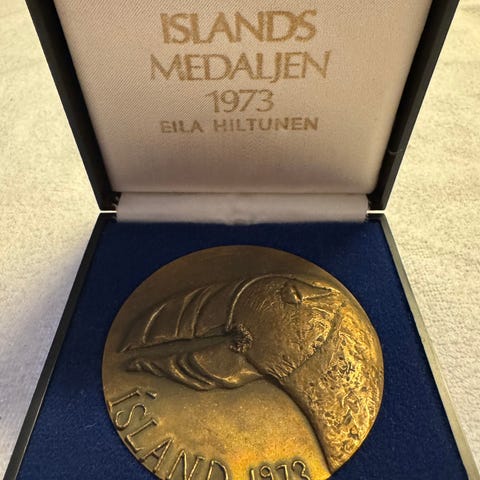 ISLANDS
MEDALJEN
1973
EILA HILTUNEN
ÍSLAND 1973